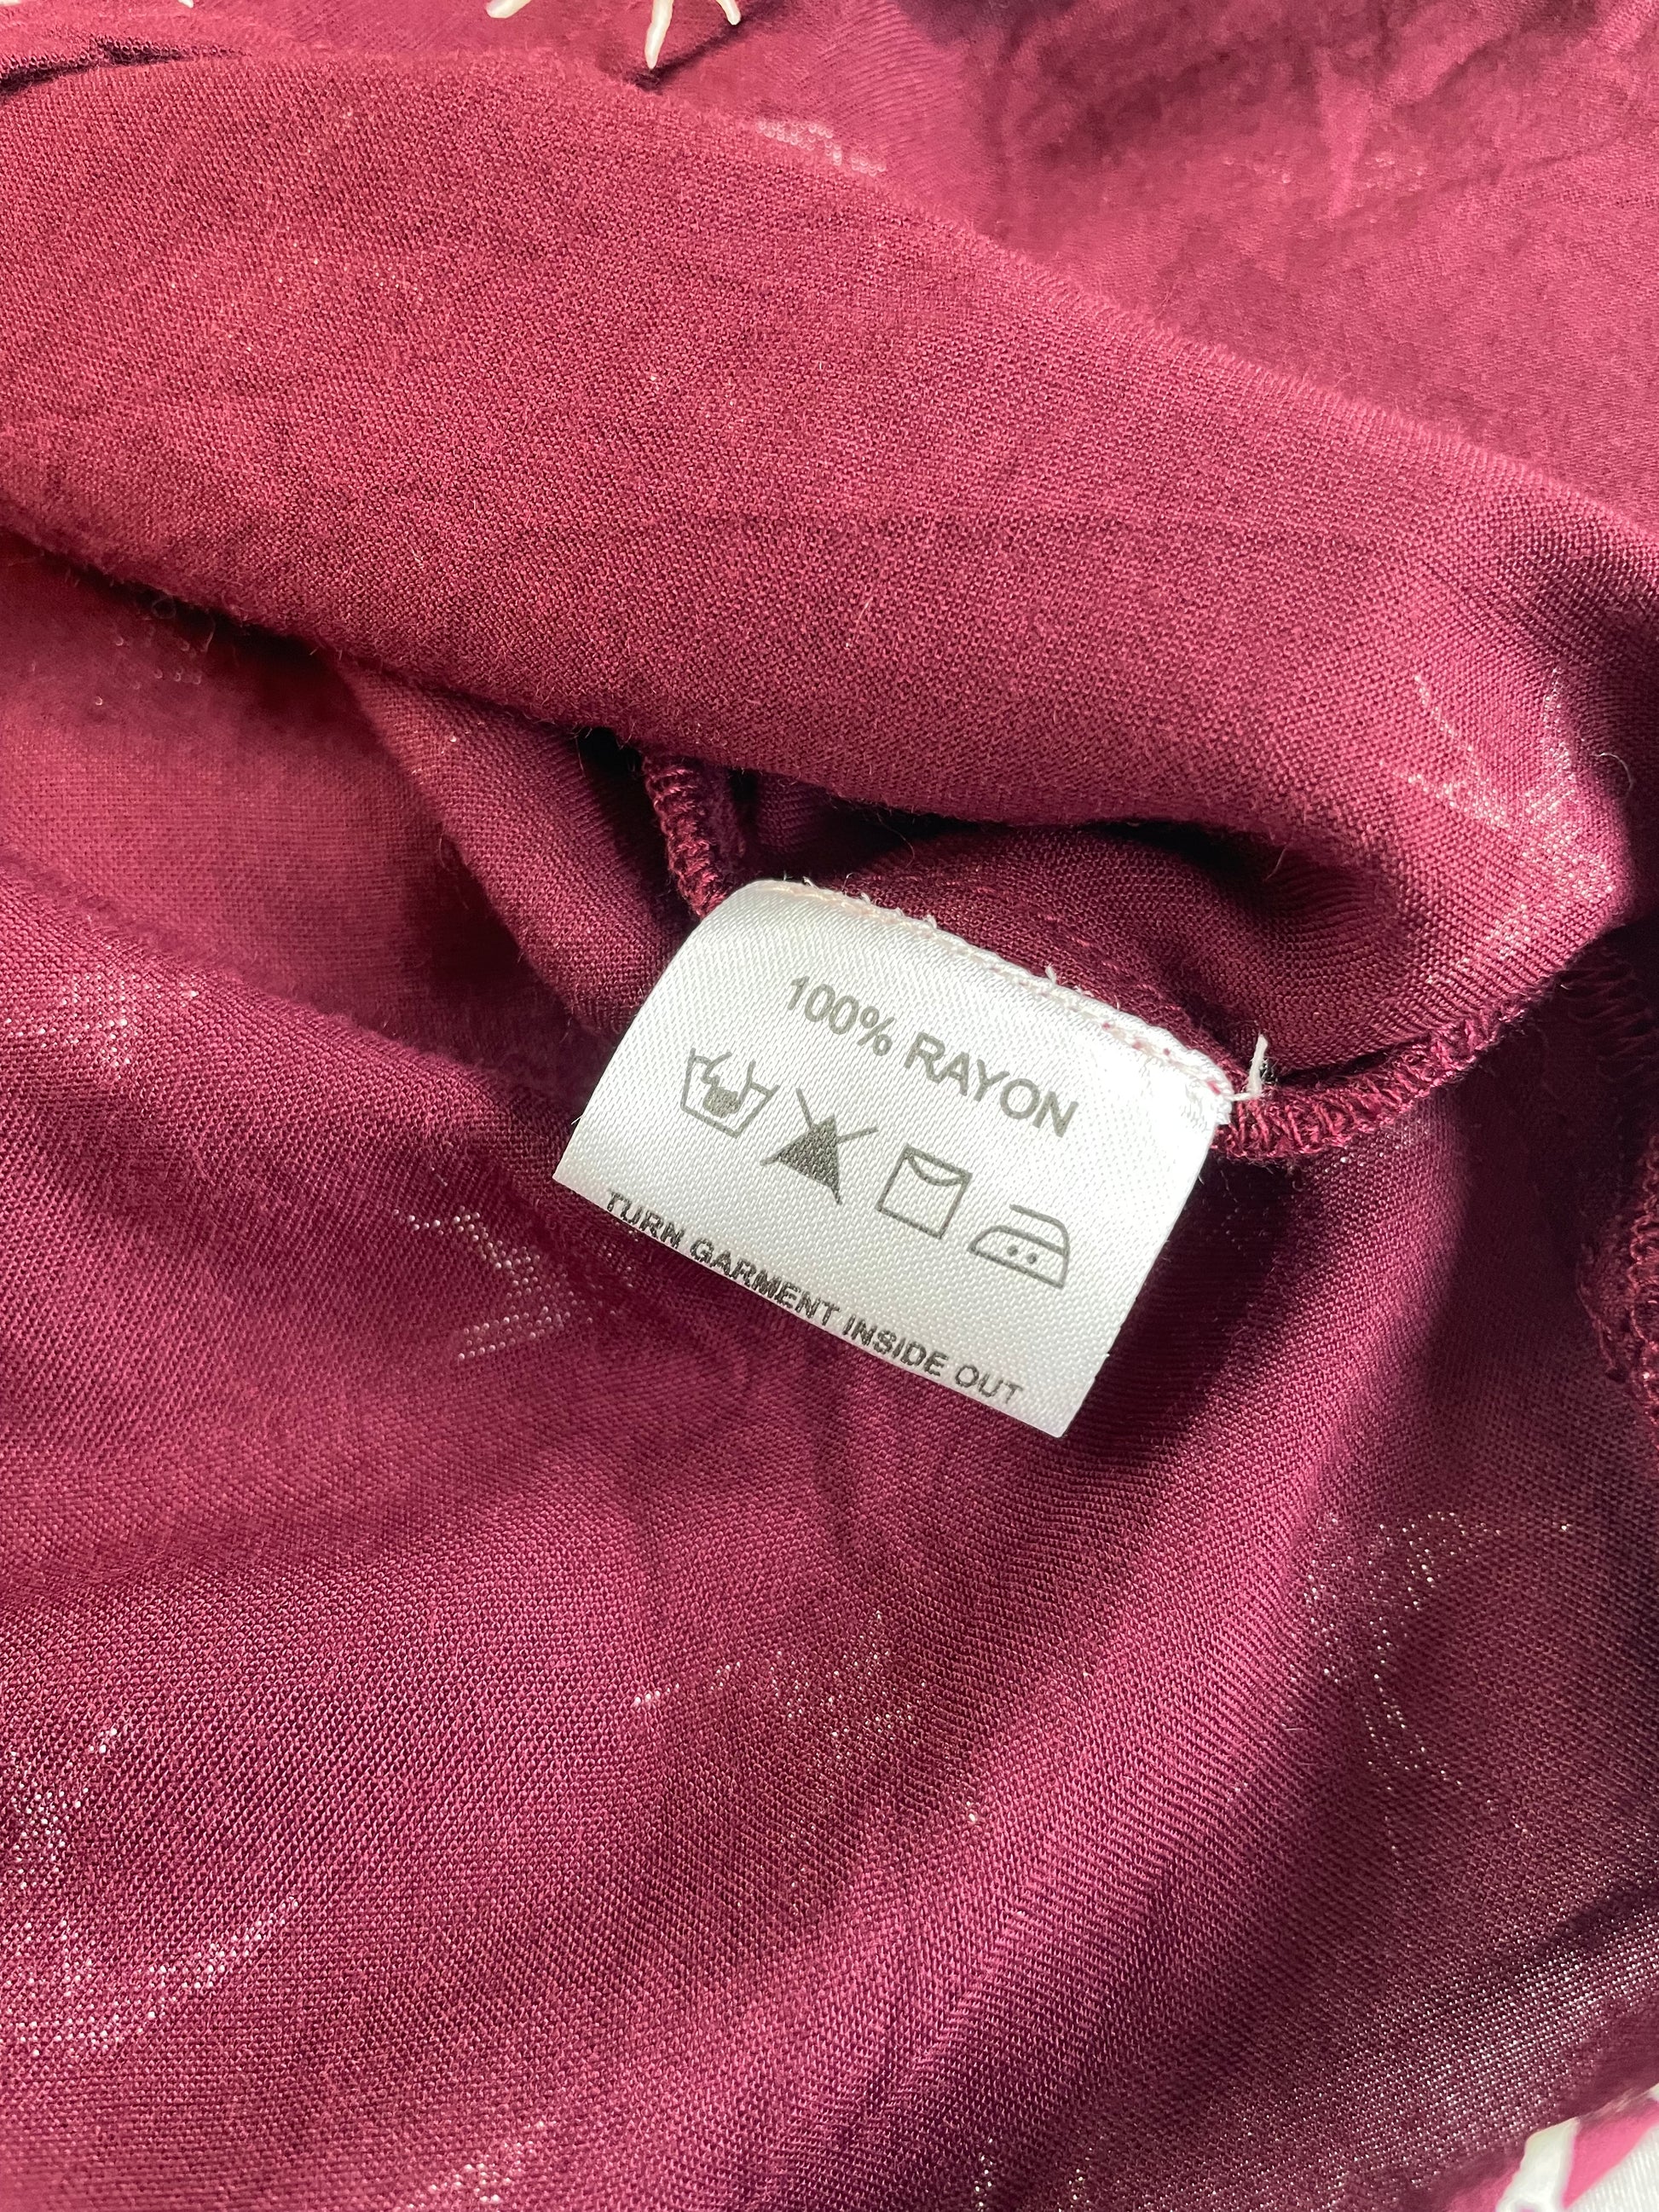 100% RAYON
TURN GARMENT INSIDE OUT